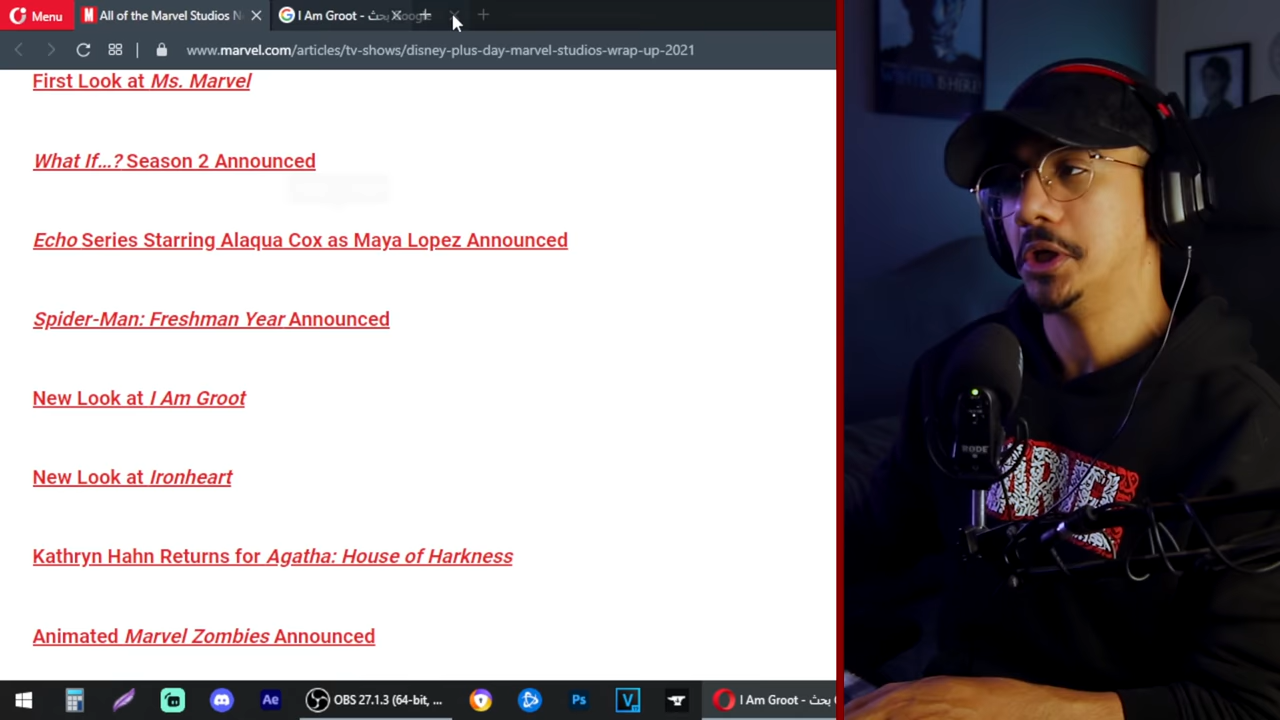 Menu
All of the Marvel Studios N
I Am Groot - بحث Google
www.marvel.com/articles/tv-shows/disney-plus-day-marvel-studios-wrap-up-2021
First Look at Ms. Marvel
What If…? Season 2 Announced
Echo Series Starring Alaqua Cox as Maya Lopez Announced
Spider-Man: Freshman Year Announced
New Look at I Am Groot
New Look at Ironheart
Kathryn Hahn Returns for Agatha: House of Harkness
Animated Marvel Zombies Announced
Ae
OBS 27.1.3 (64-bit, ...
Ps
V
I Am Groot - بحث
RODE